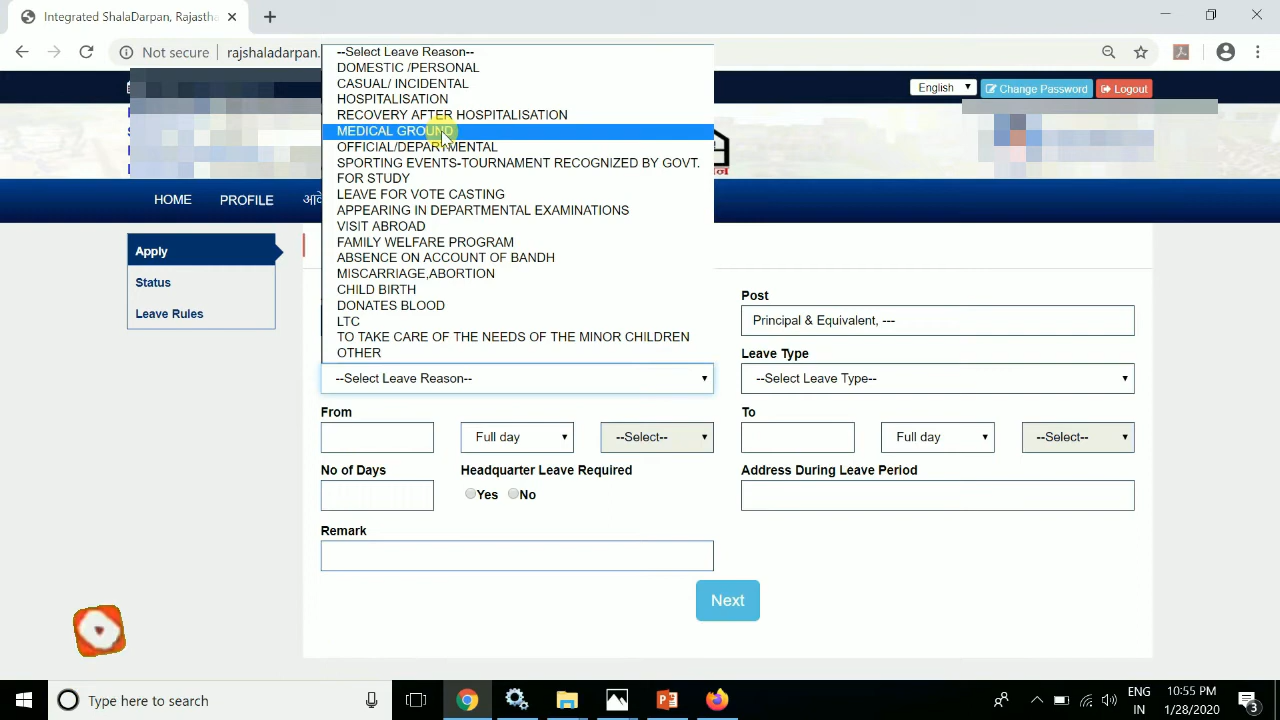 Integrated ShalaDarpan, Rajastha
Not secure
rajshaladarpan.
English
Change Password
Logout
HOME
PROFILE
--Select Leave Reason--
DOMESTIC /PERSONAL
CASUAL/ INCIDENTAL
HOSPITALISATION
RECOVERY AFTER HOSPITALISATION
MEDICAL GROUND
OFFICIAL/DEPARTMENTAL
SPORTING EVENTS-TOURNAMENT RECOGNIZED BY GOVT.
FOR STUDY
LEAVE FOR VOTE CASTING
APPEARING IN DEPARTMENTAL EXAMINATIONS
VISIT ABROAD
FAMILY WELFARE PROGRAM
ABSENCE ON ACCOUNT OF BANDH
MISCARRIAGE,ABORTION
CHILD BIRTH
DONATES BLOOD
LTC
TO TAKE CARE OF THE NEEDS OF THE MINOR CHILDREN
OTHER
Apply
Status
Leave Rules
Post
Principal & Equivalent, ---
Leave Type
--Select Leave Reason--
--Select Leave Type--
From
To
Full day
--Select--
Full day
--Select--
No of Days
Headquarter Leave Required
Address During Leave Period
Yes
No
Remark
Next
Type here to search
ENG
IN
10:55 PM
1/28/2020
3